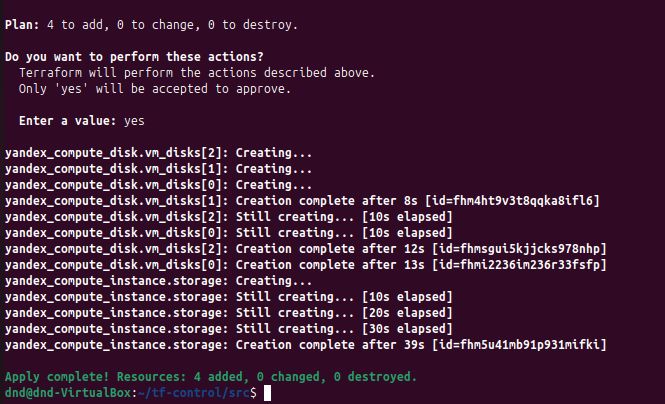 Plan: 4 to add, 0 to change, 0 to destroy.
Do you want to perform these actions?
Terraform will perform the actions described above.
Only 'yes' will be accepted to approve.
Enter a value: yes
yandex_compute_disk.vm_disks[2]: Creating...
yandex_compute_disk.vm_disks[1]: Creating...
yandex_compute_disk.vm_disks[0]: Creating...
yandex_compute_disk.vm_disks[1]: Creation complete after 8s [id=fhm4ht9v3t8qqka8ifl6]
yandex_compute_disk.vm_disks[2]: Still creating... [10s elapsed]
yandex_compute_disk.vm_disks[0]: Still creating... [10s elapsed]
yandex_compute_disk.vm_disks[2]: Creation complete after 12s [id=fhmsgui5kjjcks978nhp]
yandex_compute_disk.vm_disks[0]: Creation complete after 13s [id=fhmi2236im236r33fsfp]
yandex_compute_instance.storage: Creating...
yandex_compute_instance.storage: Still creating... [10s elapsed]
yandex_compute_instance.storage: Still creating... [20s elapsed]
yandex_compute_instance.storage: Still creating... [30s elapsed]
yandex_compute_instance.storage: Creation complete after 39s [id=fhm5u41mb91p931mifki]
Apply complete! Resources: 4 added, 0 changed, 0 destroyed.
dnd@dnd-VirtualBox:~/tf-control/src$